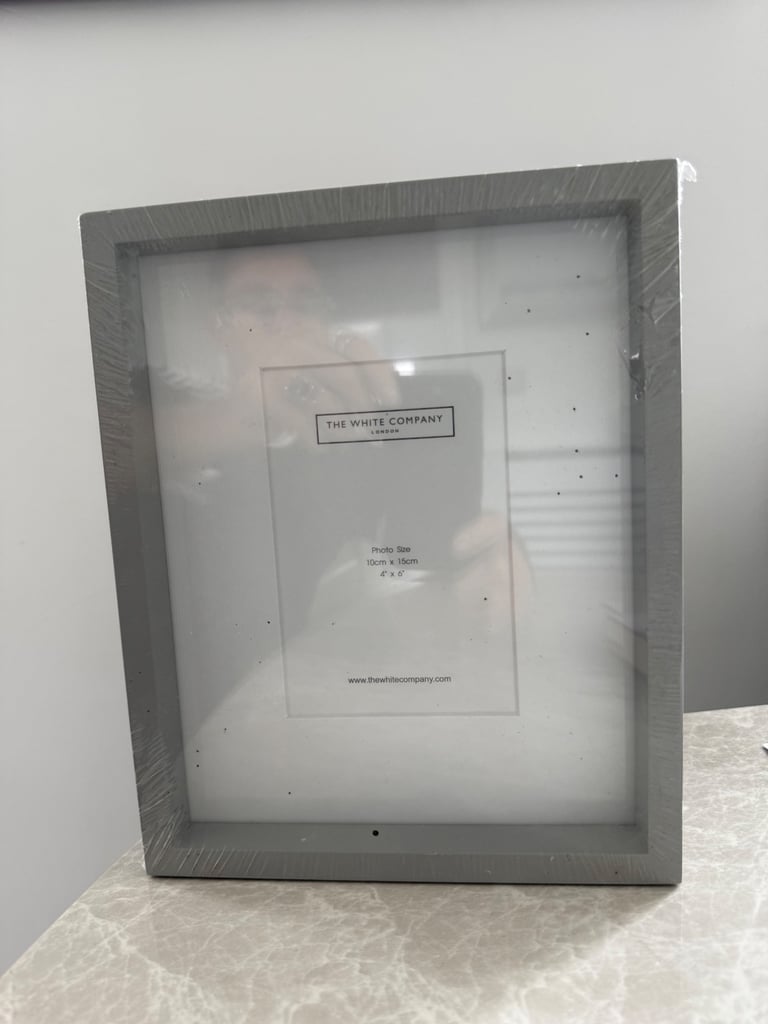 THE WHITE COMPANY
LONDON
Photo Size
10cm x 15cm
4" x 6"
www.thewhitecompany.com